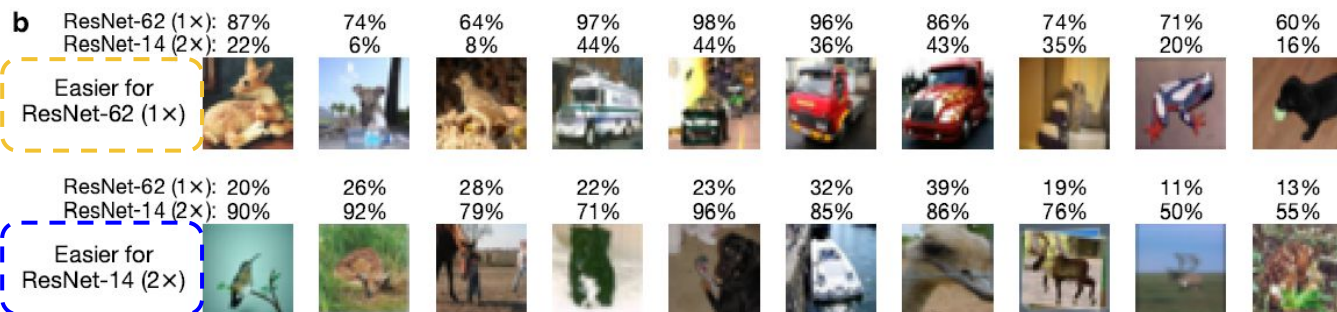 b
ResNet-62 (1×): 87% 74% 64% 97% 98% 96% 86% 74% 71% 60%
ResNet-14 (2×): 22% 6% 8% 44% 44% 36% 43% 35% 20% 16%
Easier for
ResNet-62 (1×)
ResNet-62 (1×): 20% 26% 28% 22% 23% 32% 39% 19% 11% 13%
ResNet-14 (2×): 90% 92% 79% 71% 96% 85% 86% 76% 50% 55%
Easier for
ResNet-14 (2×)